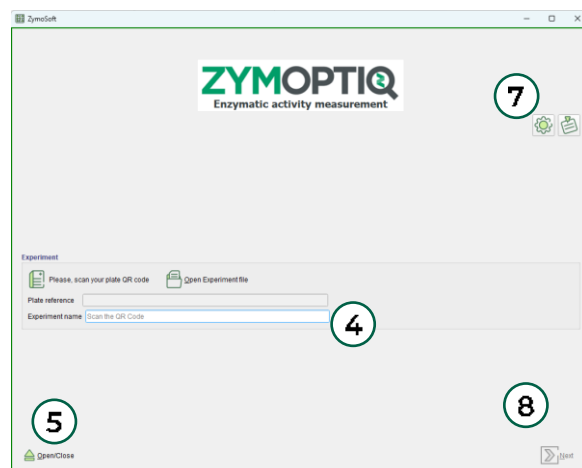 ZymoSoft
ZYMOPTIQ
Enzymatic activity measurement
7
Experiment
Please, scan your plate QR code
Open Experiment file
Plate reference
Experiment name
Scan the QR Code
4
5
8
Open/Close
Next